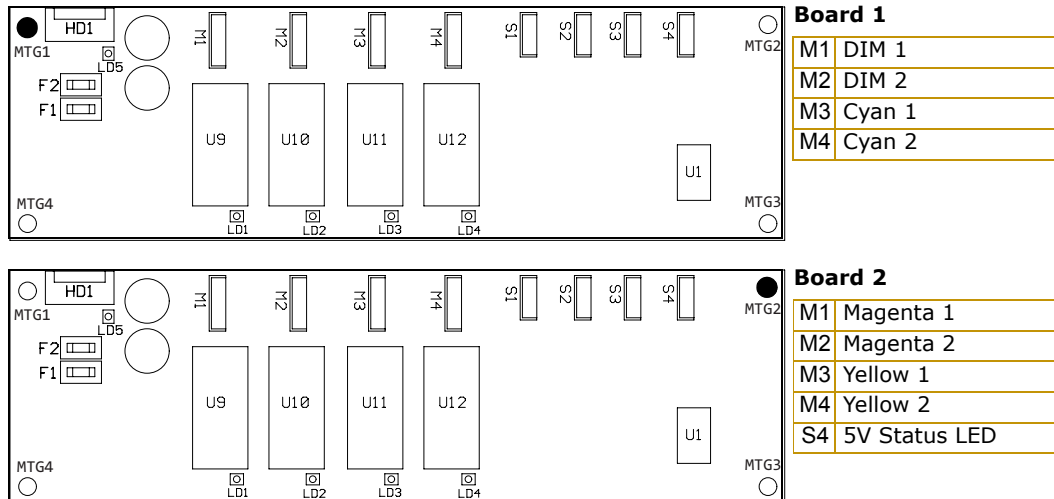 HD1 M1 M2 M3 M4 S1 S2 S3 S4
MTG1 LD5 MTG2
F2
F1
U9 U10 U11 U12 U1
MTG4 MTG3
LD1 LD2 LD3 LD4
Board 1
M1 DIM 1
M2 DIM 2
M3 Cyan 1
M4 Cyan 2
HD1 M1 M2 M3 M4 S1 S2 S3 S4
MTG1 LD5 MTG2
F2
F1
U9 U10 U11 U12 U1
MTG4 MTG3
LD1 LD2 LD3 LD4
Board 2
M1 Magenta 1
M2 Magenta 2
M3 Yellow 1
M4 Yellow 2
S4 5V Status LED